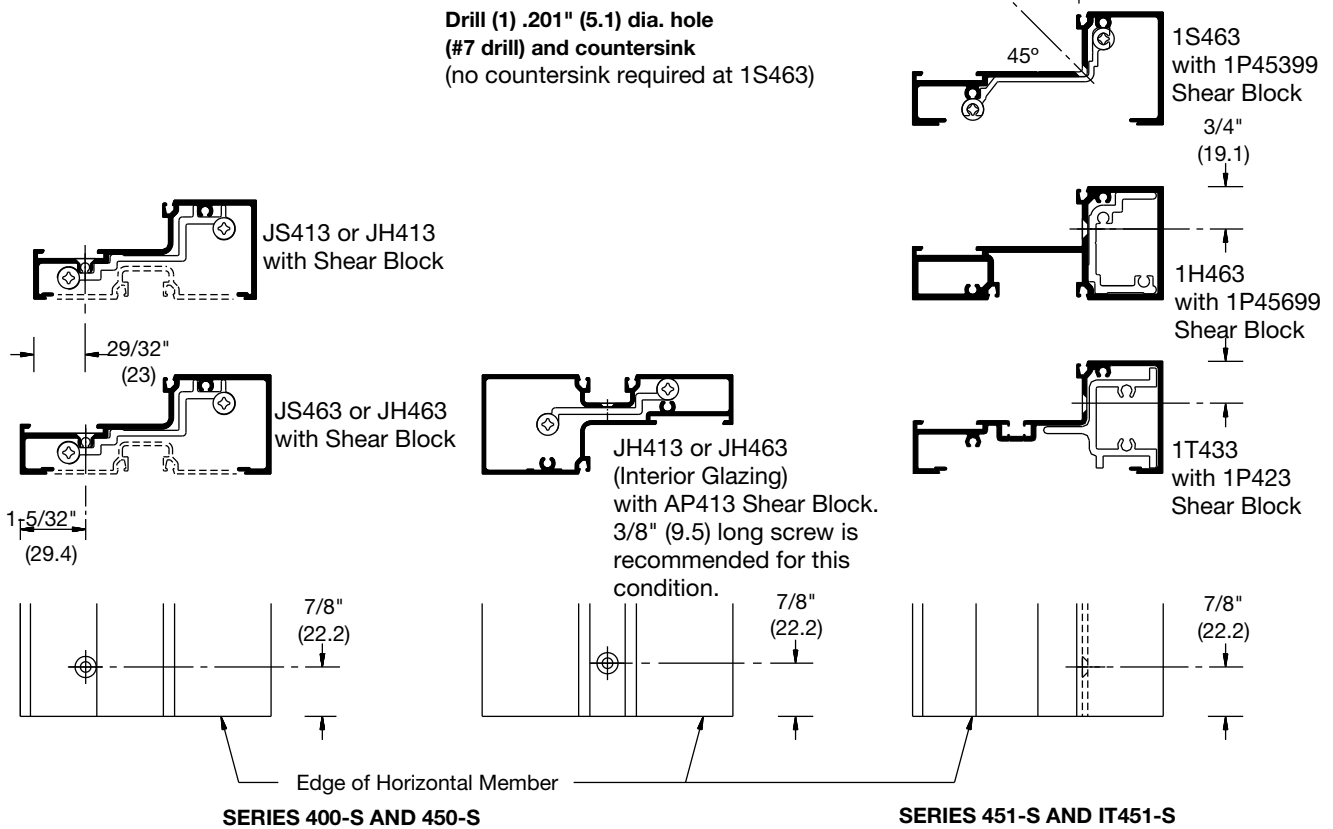 Drill (1) .201" (5.1) dia. hole
(#7 drill) and countersink
(no countersink required at 1S463)
45°
1S463
with 1P45399
Shear Block
3/4"
(19.1)
JS413 or JH413
with Shear Block
1H463
with 1P45699
Shear Block
29/32"
(23)
JS463 or JH463
with Shear Block
JH413 or JH463
(Interior Glazing)
with AP413 Shear Block.
3/8" (9.5) long screw is
recommended for this
condition.
1T433
with 1P423
Shear Block
1-5/32"
(29.4)
7/8"
(22.2)
7/8"
(22.2)
7/8"
(22.2)
Edge of Horizontal Member
SERIES 400-S AND 450-S
SERIES 451-S AND IT451-S